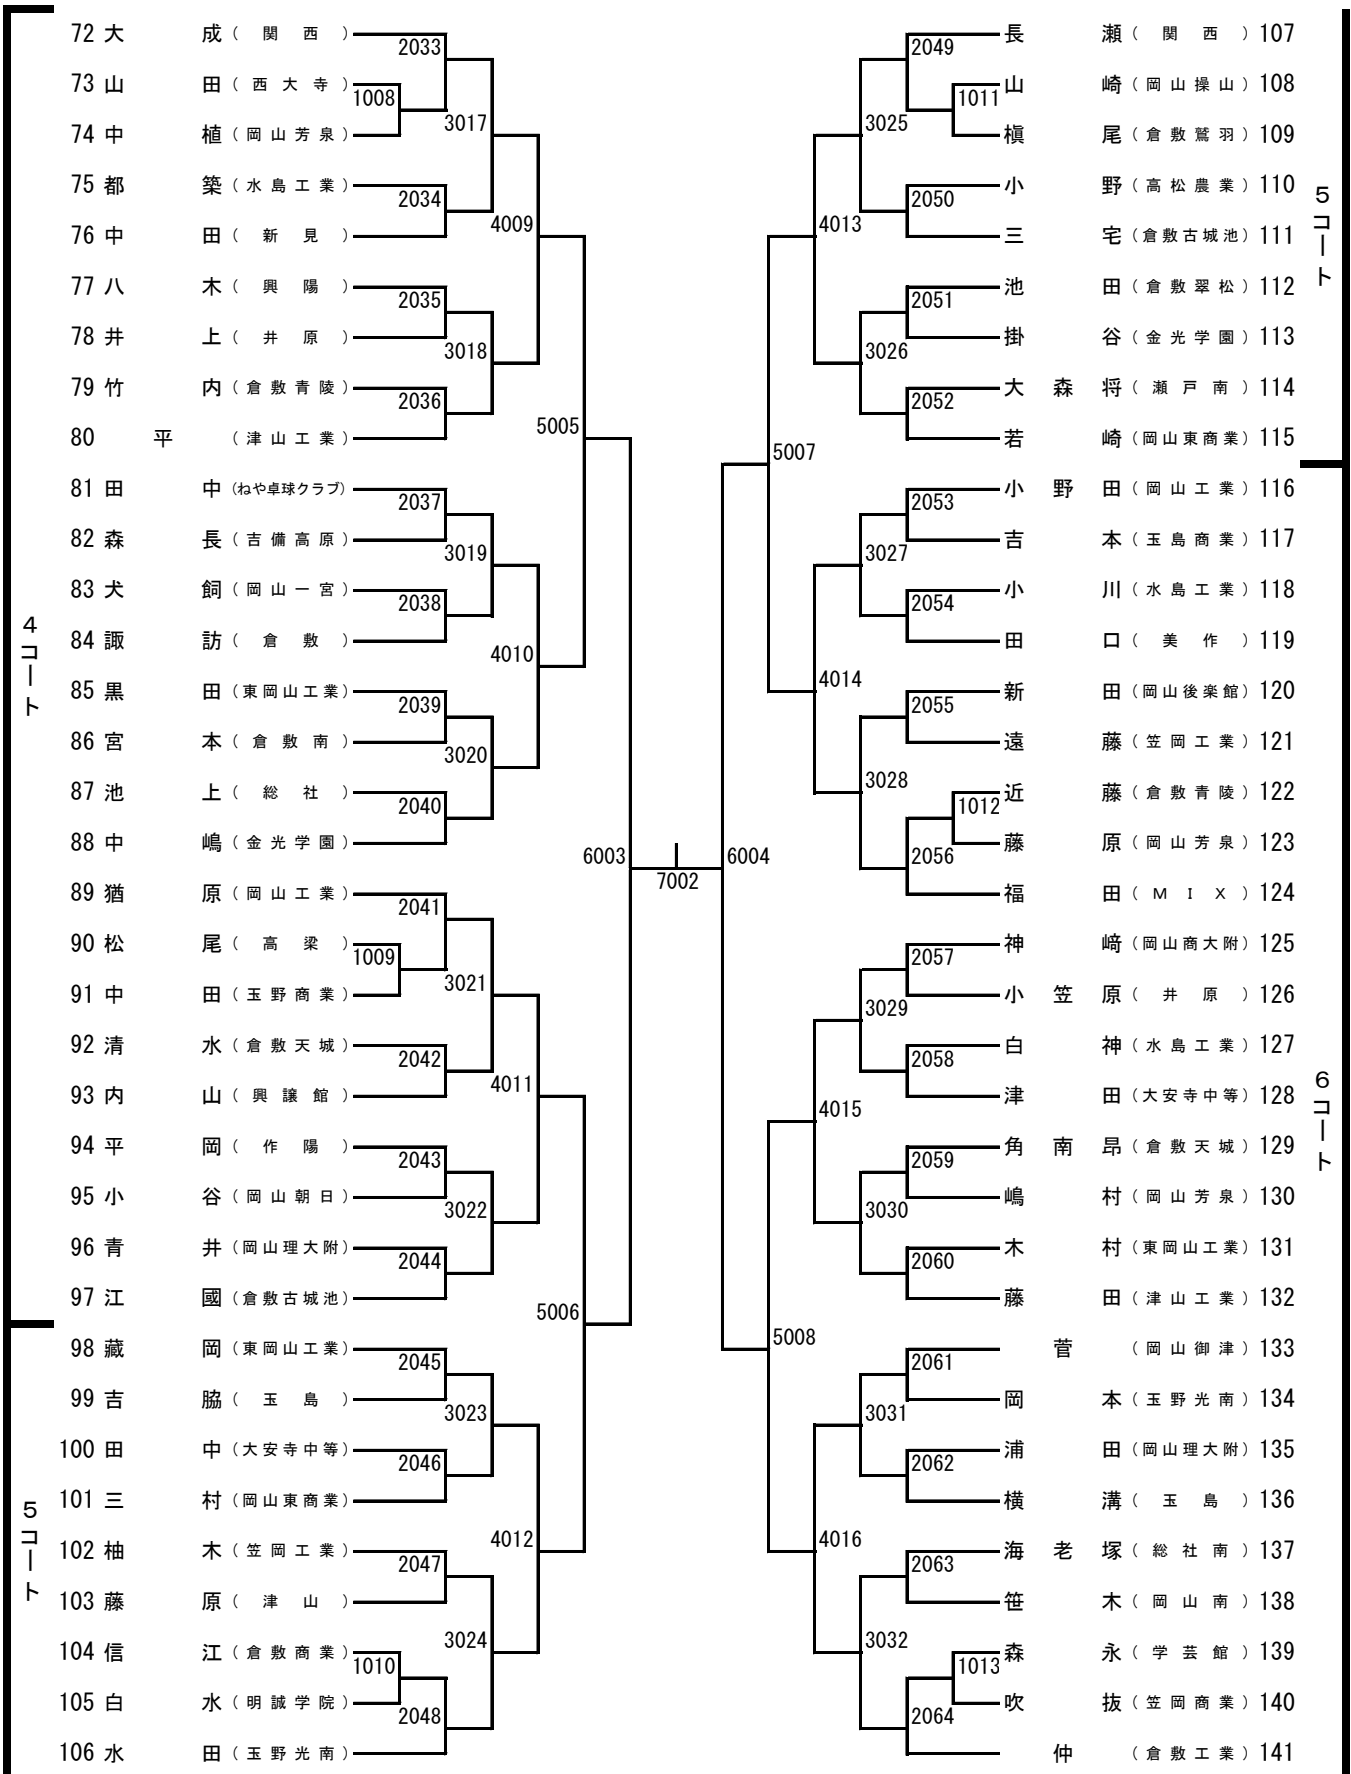 72 大成 (関西)
2033
73 山田 (西大寺)
1008
3017
74 中植 (岡山芳泉)
75 都築 (水島工業)
2034
4009
76 中田 (新見)
77 八木 (興陽)
2035
78 井上 (井原)
3018
79 竹内 (倉敷青陵)
2036
5005
80 平 (津山工業)
81 田中 (ねや卓球クラブ)
2037
82 森長 (吉備高原)
3019
83 犬飼 (岡山一宮)
2038
84 諏訪 (倉敷)
4010
85 黒田 (東岡山工業)
2039
86 宮本 (倉敷南)
3020
87 池上 (総社)
2040
88 中嶋 (金光学園)
6003
89 猶原 (岡山工業)
2041
90 松尾 (高梁)
1009
3021
91 中田 (玉野商業)
92 清水 (倉敷天城)
2042
4011
93 内山 (興譲館)
94 平岡 (作陽)
2043
95 小谷 (岡山朝日)
3022
96 青井 (岡山理大附)
2044
97 江國 (倉敷古城池)
5006
98 藏岡 (東岡山工業)
2045
99 吉脇 (玉島)
3023
100 田中 (大安寺中等)
2046
101 三村 (岡山東商業)
4012
102 柚木 (笠岡工業)
2047
103 藤原 (津山)
3024
104 信江 (倉敷商業)
1010
105 白水 (明誠学院)
2048
106 水田 (玉野光南)
4コート
5コート
7002
長瀬 (関西) 107
2049
山崎 (岡山操山) 108
1011
3025
槇尾 (倉敷鷲羽) 109
小野 (高松農業) 110
2050
4013
三宅 (倉敷古城池) 111
池田 (倉敷翠松) 112
2051
掛谷 (金光学園) 113
3026
大森将 (瀬戸南) 114
2052
若崎 (岡山東商業) 115
5007
小野田 (岡山工業) 116
2053
吉本 (玉島商業) 117
3027
小川 (水島工業) 118
2054
田口 (美作) 119
4014
新田 (岡山後楽館) 120
2055
遠藤 (笠岡工業) 121
3028
近藤 (倉敷青陵) 122
1012
藤原 (岡山芳泉) 123
2056
6004
福田 (MIX) 124
神﨑 (岡山商大附) 125
2057
小笠原 (井原) 126
3029
白神 (水島工業) 127
2058
津田 (大安寺中等) 128
4015
角南昂 (倉敷天城) 129
2059
嶋村 (岡山芳泉) 130
3030
木村 (東岡山工業) 131
2060
藤田 (津山工業) 132
5008
菅 (岡山御津) 133
2061
岡本 (玉野光南) 134
3031
浦田 (岡山理大附) 135
2062
横溝 (玉島) 136
4016
海老塚 (総社南) 137
2063
笹木 (岡山南) 138
3032
森永 (学芸館) 139
1013
吹抜 (笠岡商業) 140
2064
仲 (倉敷工業) 141
5コート
6コート